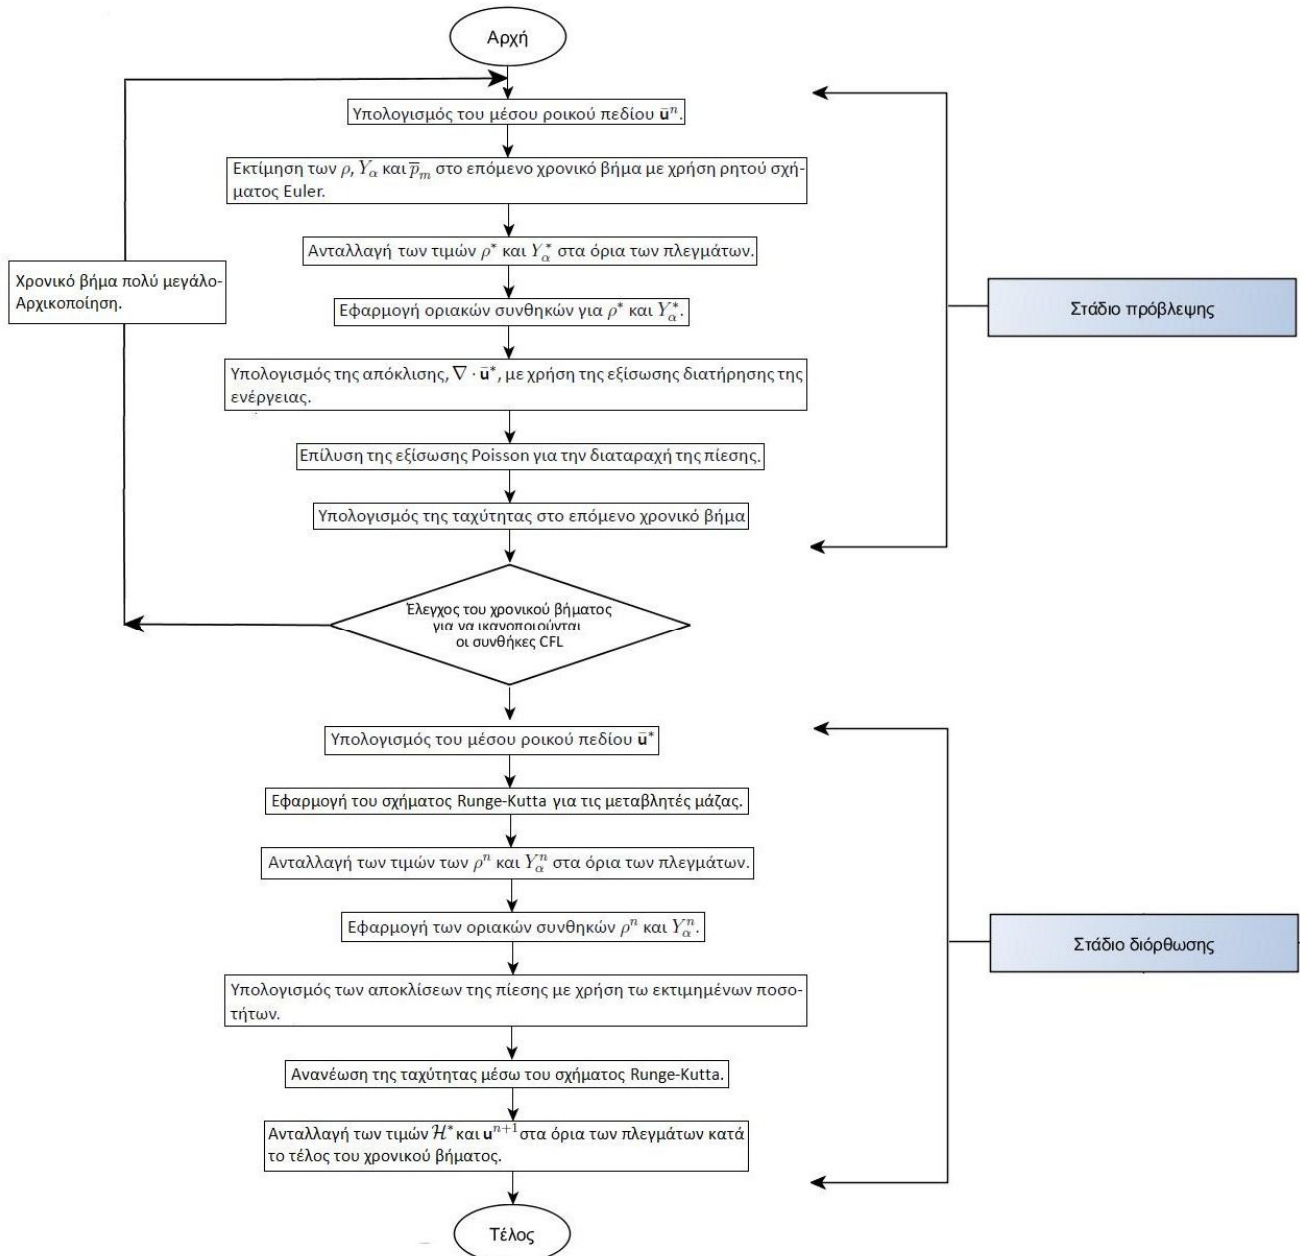 Αρχή
Υπολογισμός του μέσου ροικού πεδίου ū^n.
Εκτίμηση των ρ, Y_α και p̅_m στο επόμενο χρονικό βήμα με χρήση ρητού σχή-
ματος Euler.
Ανταλλαγή των τιμών ρ* και Y_α* στα όρια των πλεγμάτων.
Χρονικό βήμα πολύ μεγάλο-
Αρχικοποίηση.
Εφαρμογή οριακών συνθηκών για ρ* και Y_α*.
Στάδιο πρόβλεψης
Υπολογισμός της απόκλισης, ∇ · ū*, με χρήση της εξίσωσης διατήρησης της
ενέργειας.
Επίλυση της εξίσωσης Poisson για την διαταραχή της πίεσης.
Υπολογισμός της ταχύτητας στο επόμενο χρονικό βήμα
Έλεγχος του χρονικού βήματος
για να ικανοποιούνται
οι συνθήκες CFL
Υπολογισμός του μέσου ροικού πεδίου ū*
Εφαρμογή του σχήματος Runge-Kutta για τις μεταβλητές μάζας.
Ανταλλαγή των τιμών των ρ^n και Y_α^n στα όρια των πλεγμάτων.
Εφαρμογή των οριακών συνθηκών ρ^n και Y_α^n.
Στάδιο διόρθωσης
Υπολογισμός των αποκλίσεων της πίεσης με χρήση τω εκτιμημένων ποσο-
τήτων.
Ανανέωση της ταχύτητας μέσω του σχήματος Runge-Kutta.
Ανταλλαγή των τιμών ℋ* και u^{n+1} στα όρια των πλεγμάτων κατά
το τέλος του χρονικού βήματος.
Τέλος